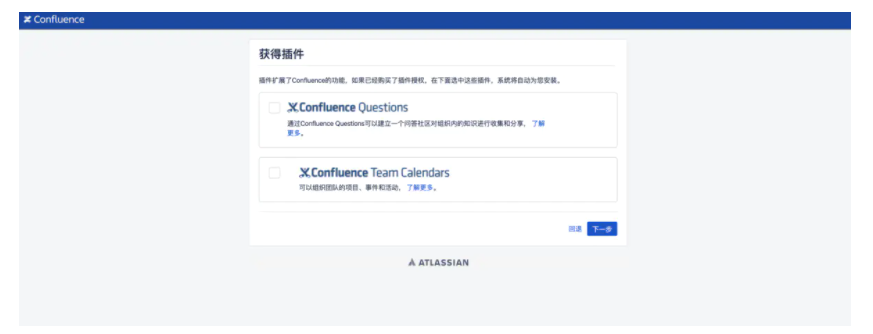 Confluence
获得插件
插件扩展了Confluence的功能，如果已经购买了插件授权，在下面选中这些插件，系统将自动为您安装。
Confluence Questions
通过Confluence Questions可以建立一个问答社区对组织内的知识进行收集和分享， 了解
更多。
Confluence Team Calendars
可以组织团队的项目、事件和活动， 了解更多。
回退 下一步
ATLASSIAN